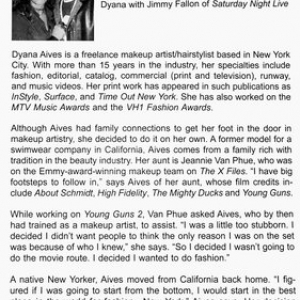 Dyana with Jimmy Fallon of Saturday Night Live
Dyana Aives is a freelance makeup artist/hairstylist based in New York
City. With more than 15 years in the industry, her specialties include
fashion, editorial, catalog, commercial (print and television), runway,
and music videos. Her print work has appeared in such publications as
InStyle, Surface, and Time Out New York. She has also worked on the
MTV Music Awards and the VH1 Fashion Awards.
Although Aives had family connections to get her foot in the door in
makeup artistry, she decided to do it on her own. A former model for a
swimwear company in California, Aives comes from a family rich with
tradition in the beauty industry. Her aunt is Jeannie Van Phue, who was
on the Emmy-award-winning makeup team on The X Files. “I have big
footsteps to follow in,” says Aives of her aunt, whose film credits in-
clude About Schmidt, High Fidelity, The Mighty Ducks and Young Guns.
While working on Young Guns 2, Van Phue asked Aives, who by then
had trained as a makeup artist, to assist. “I was a little too stubborn. I
decided I didn’t want people to think the only reason I was on the set
was because of who I knew,” she says. “So I decided I wasn’t going to
do the movie route. I decided I wanted to do fashion.”
A native New Yorker, Aives moved from California back home. “I fig-
ured if I was going to start from the bottom, I would start in the best